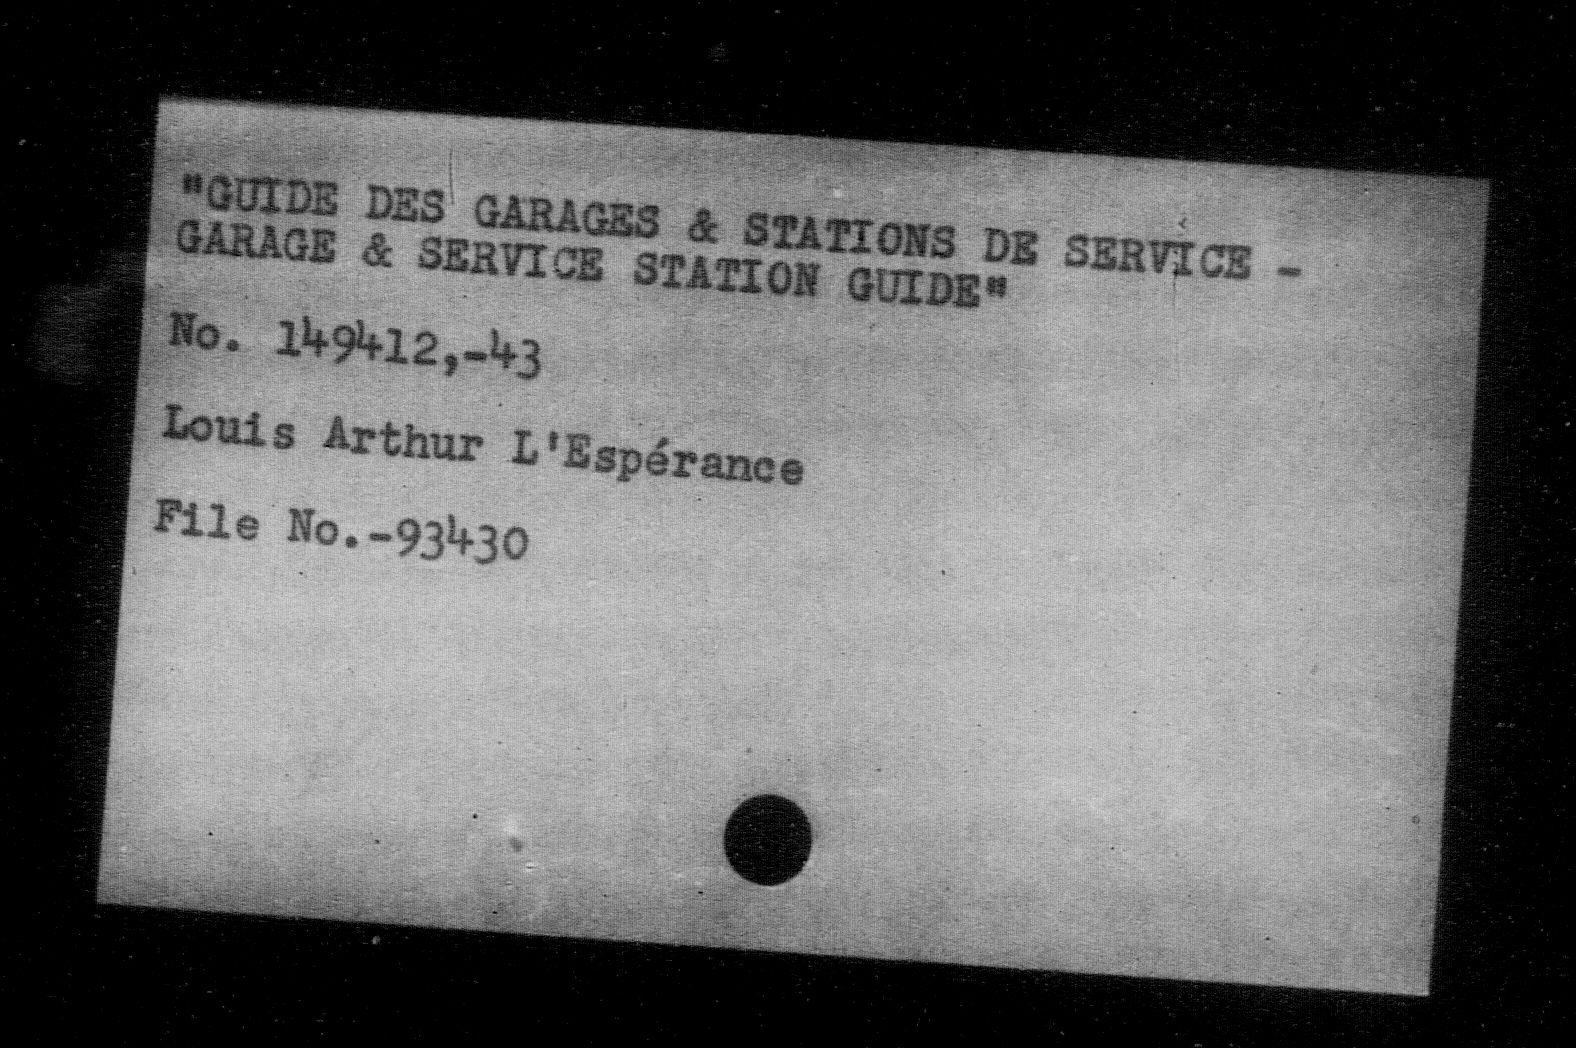 "GUIDE DES GARAGES & STATIONS DE SERVICE -
GARAGE & SERVICE STATION GUIDE"
No. 149412,-43
Louis Arthur L'Espérance
File No.-93430